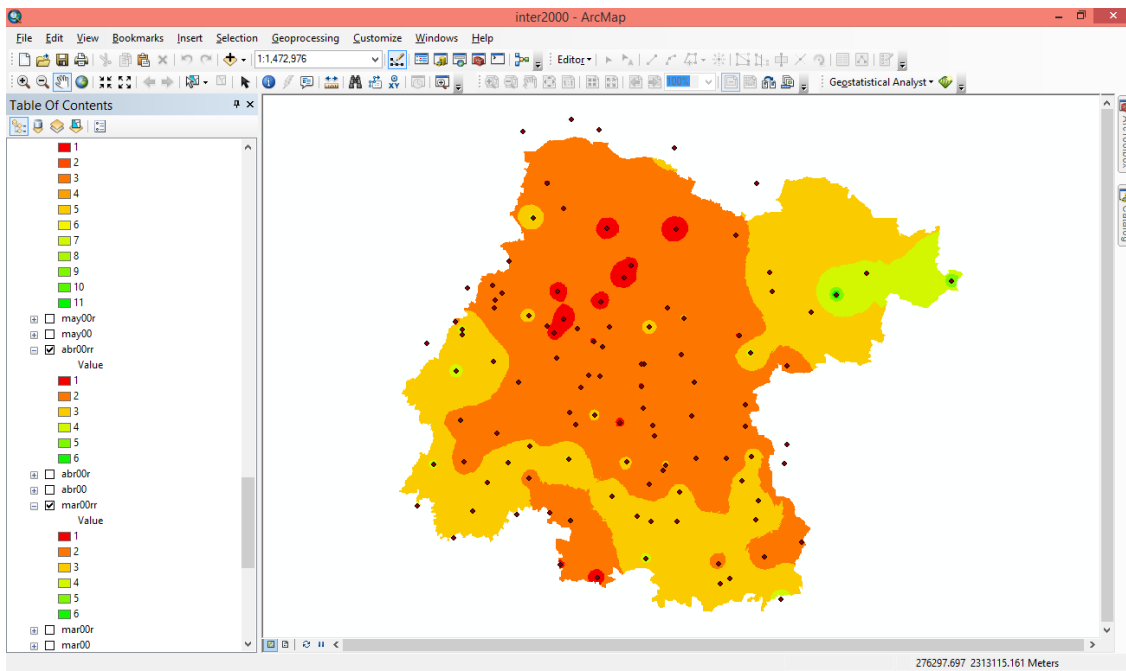 inter2000 - ArcMap
File Edit View Bookmarks Insert Selection Geoprocessing Customize Windows Help
1:1,472,976
Editor
100%
Geostatistical Analyst
Table Of Contents
1
2
3
4
5
6
7
8
9
10
11
may00r
may00
abr00rr
Value
1
2
3
4
5
6
abr00r
abr00
mar00rr
Value
1
2
3
4
5
6
mar00r
mar00
ArcToolbox
Catalog
276297.697 2313115.161 Meters